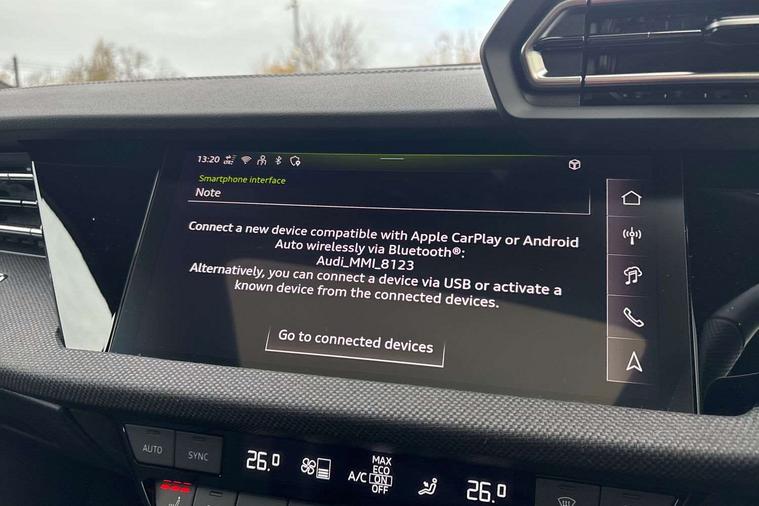 13:20
Smartphone interface
Note
Connect a new device compatible with Apple CarPlay or Android
Auto wirelessly via Bluetooth®:
Audi_MMI_8123
Alternatively, you can connect a device via USB or activate a
known device from the connected devices.
Go to connected devices
AUTO
SYNC
26.0
A/C
MAX
ECO
ON
OFF
26.0